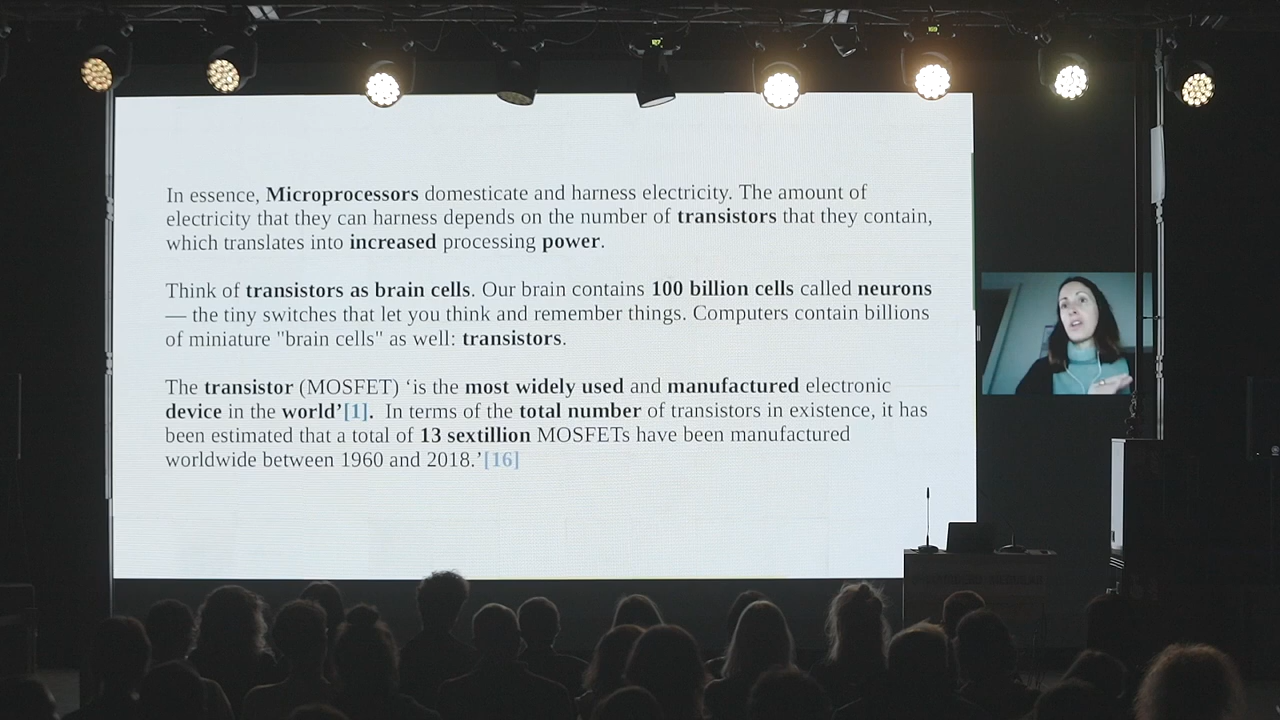 In essence, Microprocessors domesticate and harness electricity. The amount of
electricity that they can harness depends on the number of transistors that they contain,
which translates into increased processing power.
Think of transistors as brain cells. Our brain contains 100 billion cells called neurons
— the tiny switches that let you think and remember things. Computers contain billions
of miniature "brain cells" as well: transistors.
The transistor (MOSFET) ‘is the most widely used and manufactured electronic
device in the world’[1]. In terms of the total number of transistors in existence, it has
been estimated that a total of 13 sextillion MOSFETs have been manufactured
worldwide between 1960 and 2018.’[16]